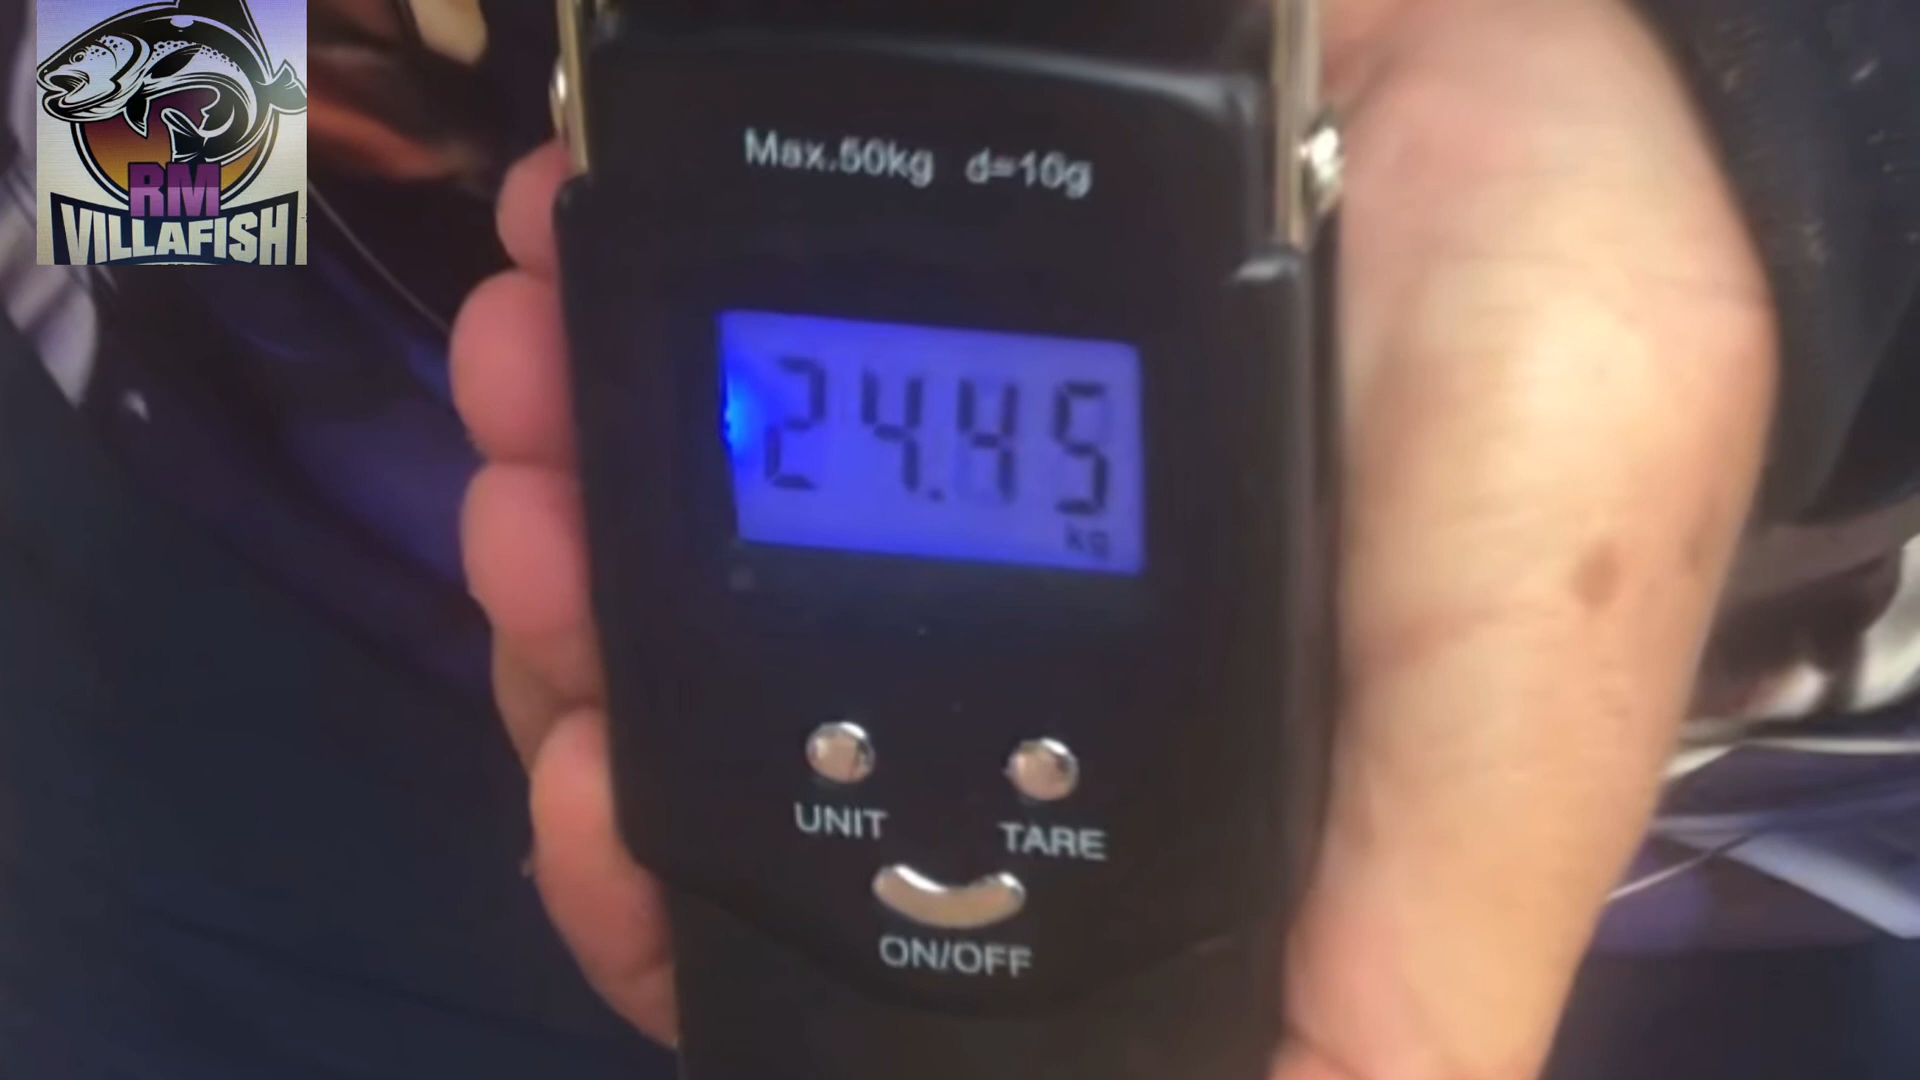 RM
VILLAFISH
Max.50kg d=10g
24.45
kg
UNIT
TARE
ON/OFF